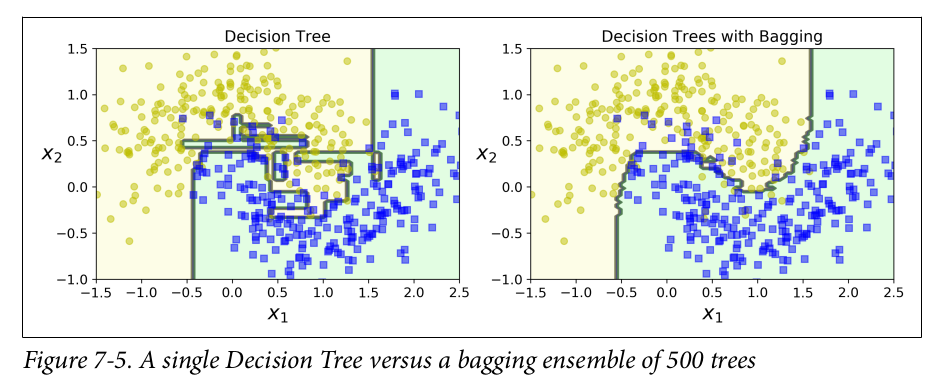 Decision Tree
1.5
1.0
0.5
0.0
−0.5
−1.0
x2
−1.5 −1.0 −0.5 0.0 0.5 1.0 1.5 2.0 2.5
x1
Decision Trees with Bagging
1.5
1.0
0.5
0.0
−0.5
−1.0
x2
−1.5 −1.0 −0.5 0.0 0.5 1.0 1.5 2.0 2.5
x1
Figure 7-5. A single Decision Tree versus a bagging ensemble of 500 trees